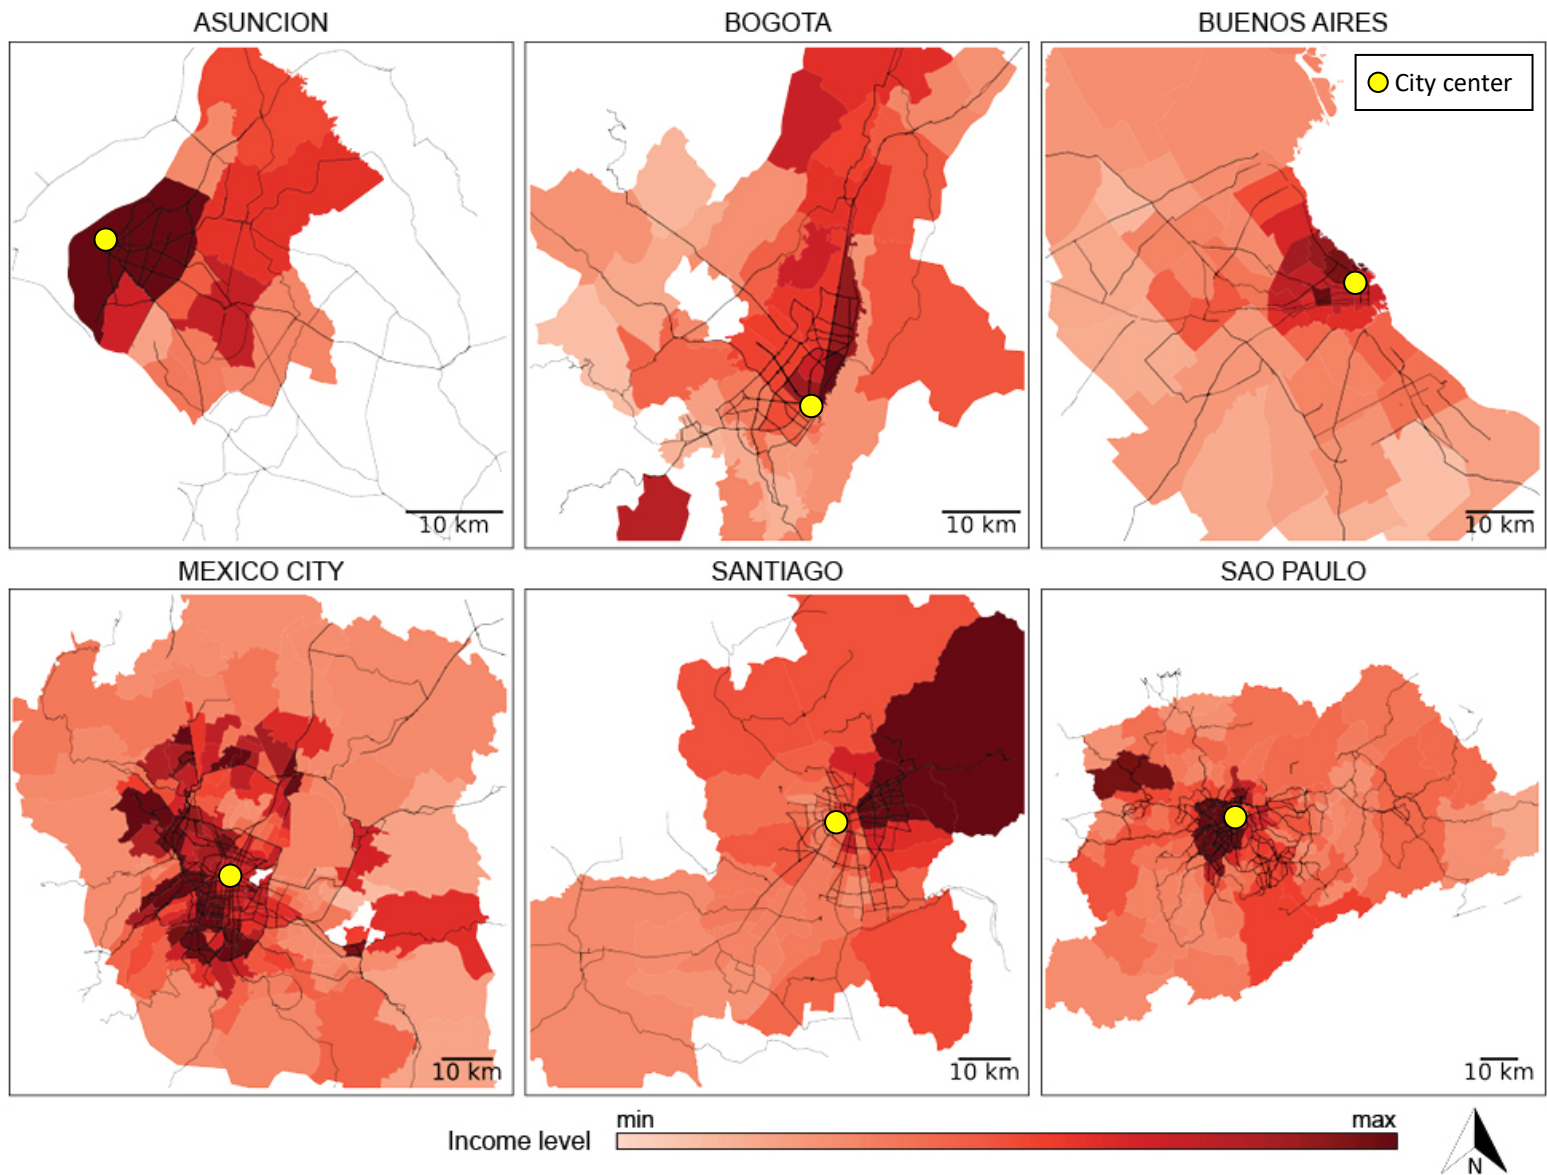 ASUNCION
BOGOTA
BUENOS AIRES
City center
10 km
10 km
10 km
MEXICO CITY
SANTIAGO
SAO PAULO
10 km
10 km
10 km
min
max
Income level
N